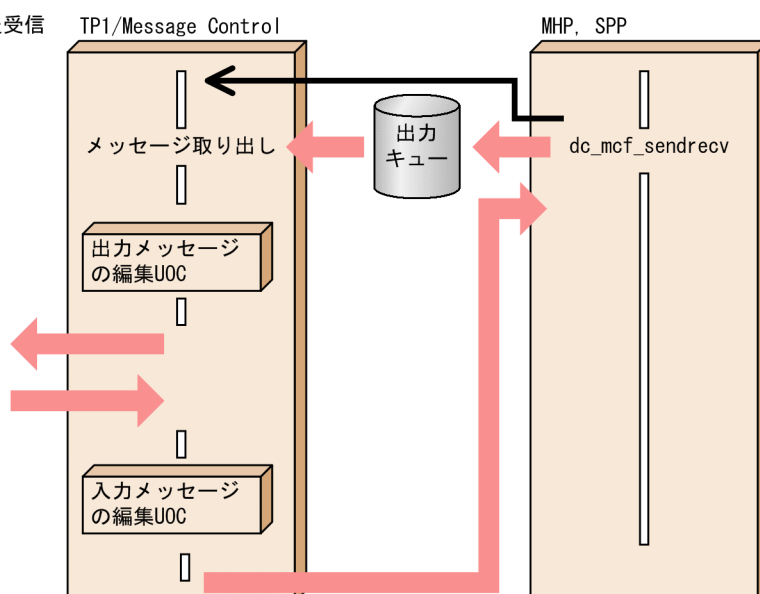 受信
TP1/Message Control
MHP, SPP
メッセージ取り出し
出力
キュー
dc_mcf_sendrecv
出力メッセージ
の編集UOC
入力メッセージ
の編集UOC